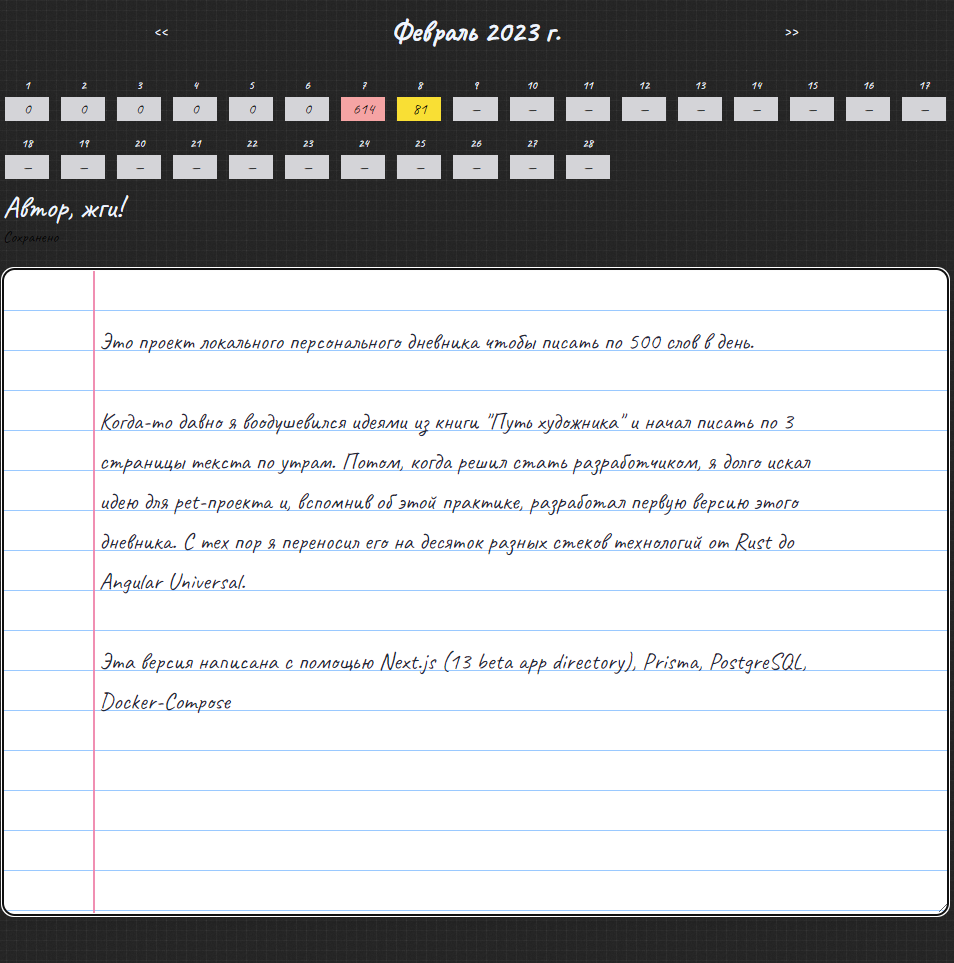 << Февраль 2023 г. >>
1 2 3 4 5 6 7 8 9 10 11 12 13 14 15 16 17
0 0 0 0 0 0 614 81 – – – – – – – – –
18 19 20 21 22 23 24 25 26 27 28
– – – – – – – – – – –
Автор, жги!
Сохранено
Это проект локального персонального дневника чтобы писать по 500 слов в день.
Когда-то давно я воодушевился идеями из книги "Путь художника" и начал писать по 3
страницы текста по утрам. Потом, когда решил стать разработчиком, я долго искал
идею для pet-проекта и, вспомнив об этой практике, разработал первую версию этого
дневника. С тех пор я переносил его на десяток разных стеков технологий от Rust до
Angular Universal.
Эта версия написана с помощью Next.js (13 beta app directory), Prisma, PostgreSQL,
Docker-Compose